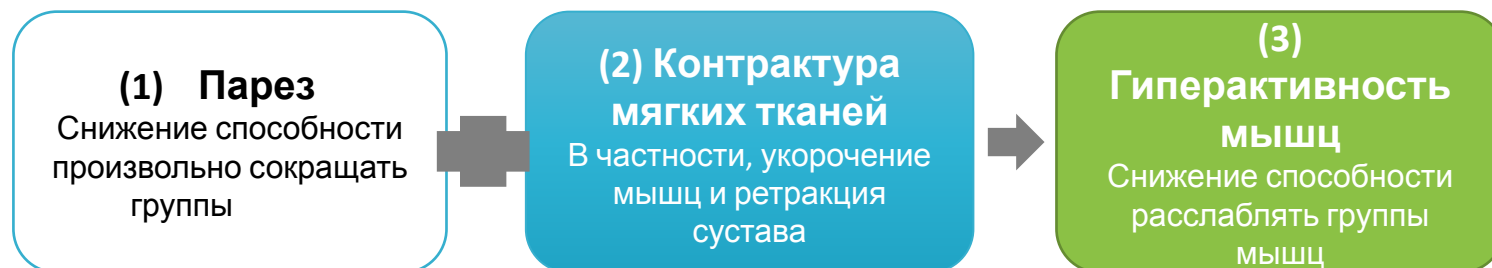 (1) Парез
Снижение способности
произвольно сокращать
группы
(2) Контрактура
мягких тканей
В частности, укорочение
мышц и ретракция
сустава
(3)
Гиперактивность
мышц
Снижение способности
расслаблять группы
мышц